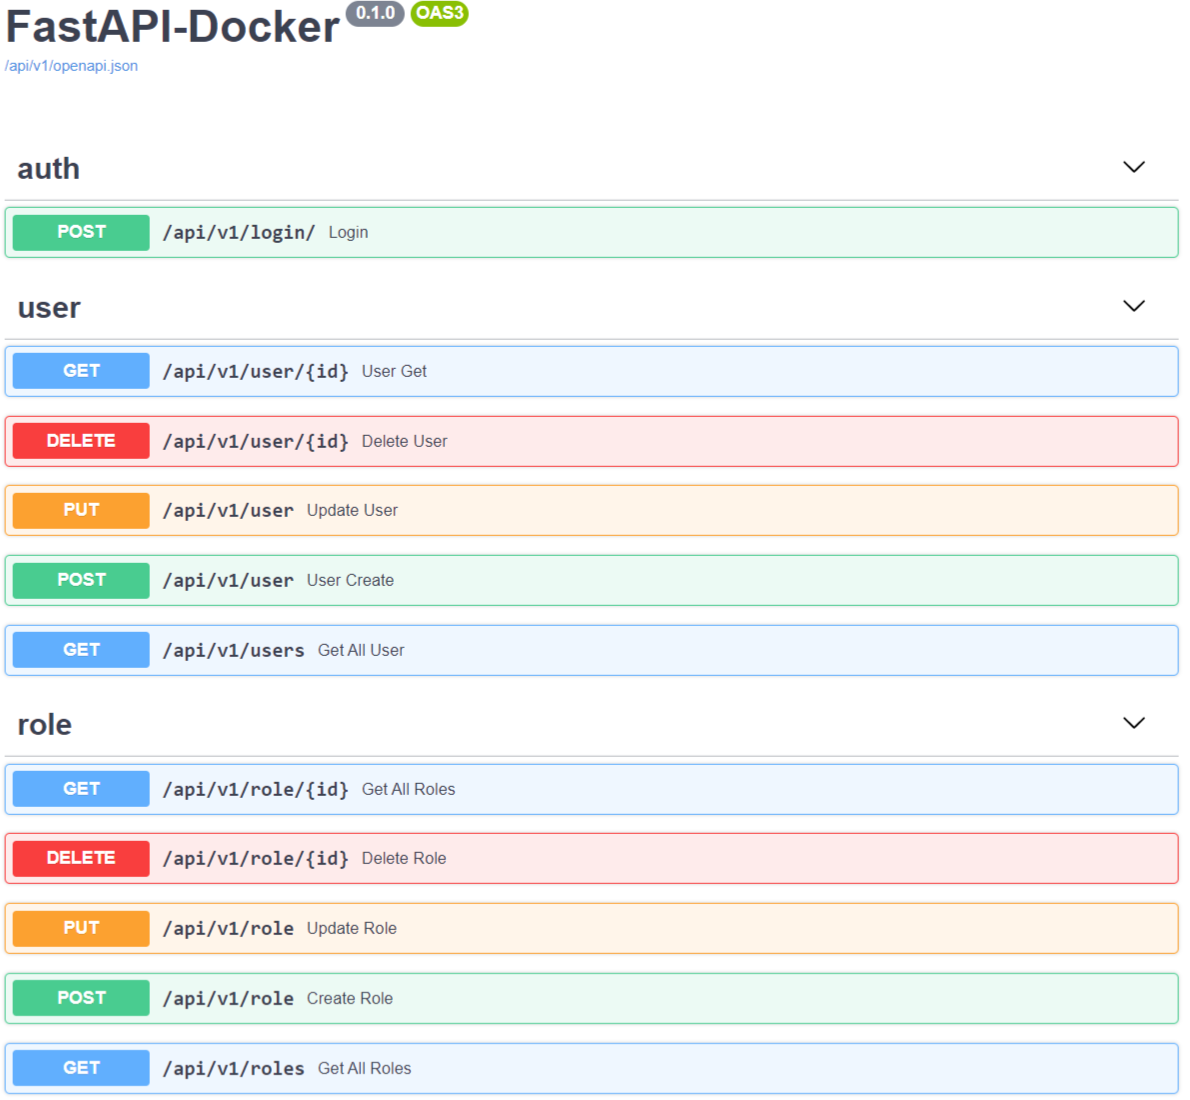 FastAPI-Docker 0.1.0 OAS3
/api/v1/openapi.json
auth
POST /api/v1/login/ Login
user
GET /api/v1/user/{id} User Get
DELETE /api/v1/user/{id} Delete User
PUT /api/v1/user Update User
POST /api/v1/user User Create
GET /api/v1/users Get All User
role
GET /api/v1/role/{id} Get All Roles
DELETE /api/v1/role/{id} Delete Role
PUT /api/v1/role Update Role
POST /api/v1/role Create Role
GET /api/v1/roles Get All Roles